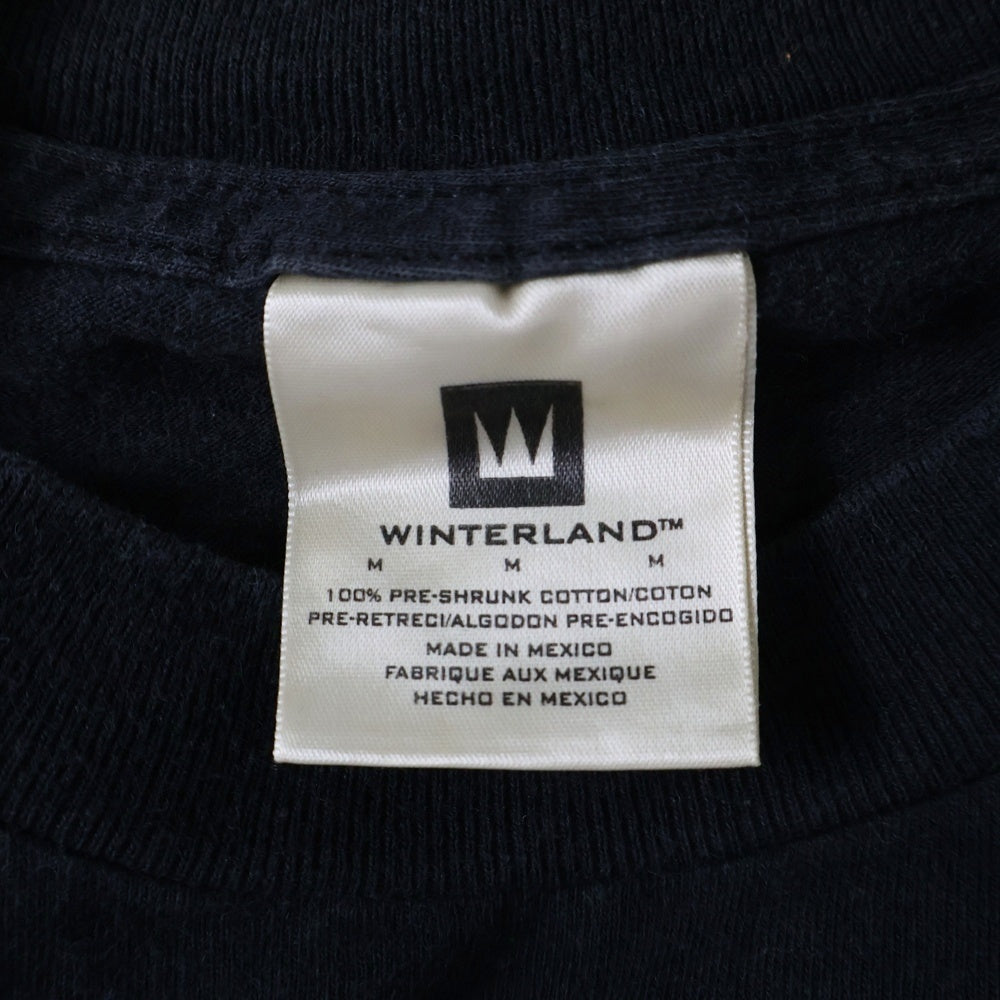 WINTERLAND™
M M M
100% PRE-SHRUNK COTTON/COTON
PRE-RETRECI/ALGODON PRE-ENCOGIDO
MADE IN MEXICO
FABRIQUE AUX MEXIQUE
HECHO EN MEXICO